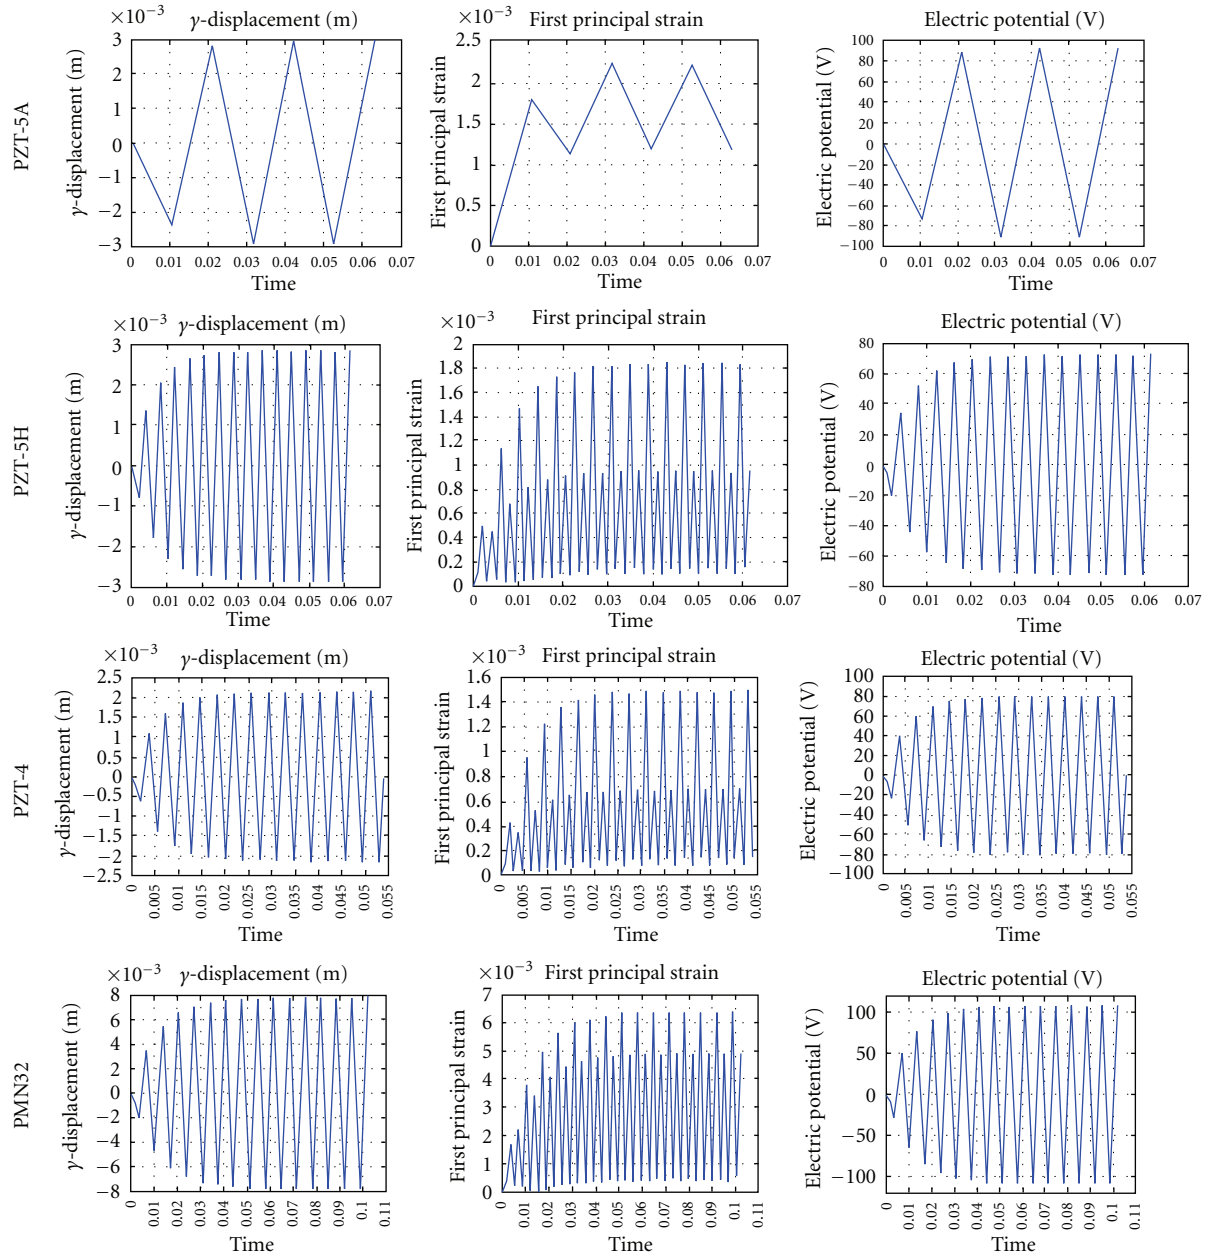 ×10−3 γ-displacement (m)
3
2
1
0
−1
−2
−3
γ-displacement (m)
0 0.01 0.02 0.03 0.04 0.05 0.06 0.07
Time
×10−3 First principal strain
2.5
2
1.5
1
0.5
0
First principal strain
0 0.01 0.02 0.03 0.04 0.05 0.06 0.07
Time
Electric potential (V)
100
80
60
40
20
0
−20
−40
−60
−80
−100
Electric potential (V)
0 0.01 0.02 0.03 0.04 0.05 0.06 0.07
Time
PZT-5A
×10−3 γ-displacement (m)
3
2
1
0
−1
−2
−3
γ-displacement (m)
0 0.01 0.02 0.03 0.04 0.05 0.06 0.07
Time
×10−3 First principal strain
2
1.8
1.6
1.4
1.2
1
0.8
0.6
0.4
0.2
0
First principal strain
0 0.01 0.02 0.03 0.04 0.05 0.06 0.07
Time
Electric potential (V)
80
60
40
20
0
−20
−40
−60
−80
Electric potential (V)
0 0.01 0.02 0.03 0.04 0.05 0.06 0.07
Time
PZT-5H
×10−3 γ-displacement (m)
2.5
2
1.5
1
0.5
0
−0.5
−1
−1.5
−2
−2.5
γ-displacement (m)
0 0.005 0.01 0.015 0.02 0.025 0.03 0.035 0.04 0.045 0.05 0.055
Time
×10−3 First principal strain
1.6
1.4
1.2
1
0.8
0.6
0.4
0.2
0
First principal strain
0 0.005 0.01 0.015 0.02 0.025 0.03 0.035 0.04 0.045 0.05 0.055
Time
Electric potential (V)
100
80
60
40
20
0
−20
−40
−60
−80
−100
Electric potential (V)
0 0.005 0.01 0.015 0.02 0.025 0.03 0.035 0.04 0.045 0.05 0.055
Time
PZT-4
×10−3 γ-displacement (m)
8
6
4
2
0
−2
−4
−6
−8
γ-displacement (m)
0 0.01 0.02 0.03 0.04 0.05 0.06 0.07 0.08 0.09 0.1 0.11
Time
×10−3 First principal strain
7
6
5
4
3
2
1
0
First principal strain
0 0.01 0.02 0.03 0.04 0.05 0.06 0.07 0.08 0.09 0.1 0.11
Time
Electric potential (V)
100
50
0
−50
−100
Electric potential (V)
0 0.01 0.02 0.03 0.04 0.05 0.06 0.07 0.08 0.09 0.1 0.11
Time
PMN32